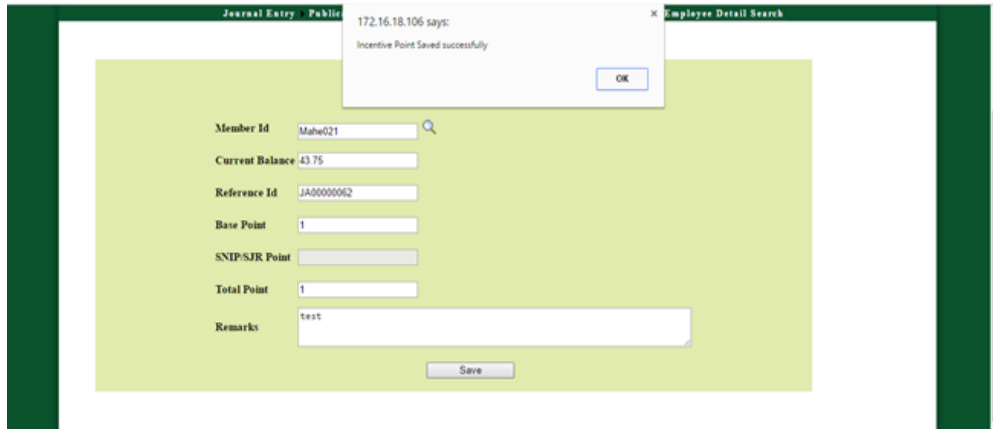 Journal Entry Public Employee Detail Search
172.16.18.106 says:
Incentive Point Saved successfully
OK
Member Id Mahe021
Current Balance 43.75
Reference Id JA00000062
Base Point 1
SNIP/SJR Point
Total Point 1
Remarks test
Save